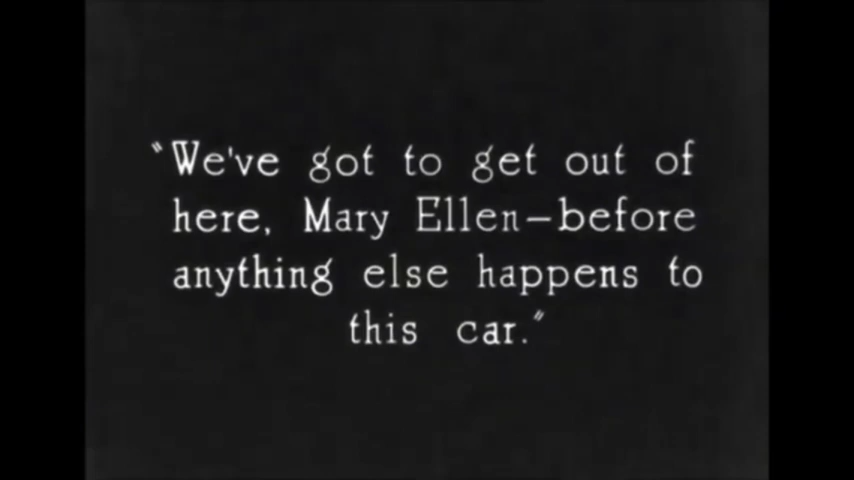 "We've got to get out of
here, Mary Ellen—before
anything else happens to
this car."